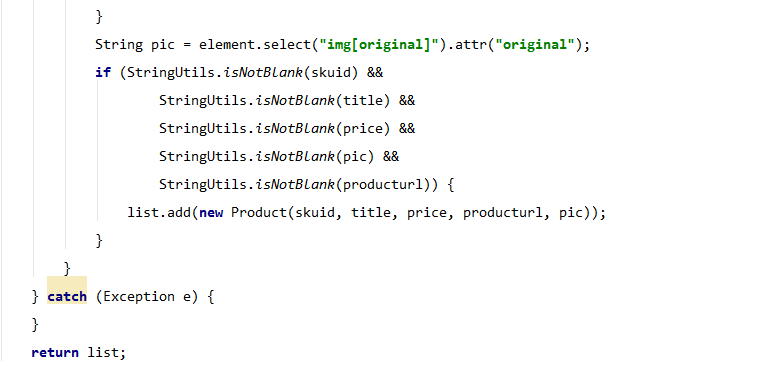 }
String pic = element.select("img[original]").attr("original");
if (StringUtils.isNotBlank(skuid) &&
StringUtils.isNotBlank(title) &&
StringUtils.isNotBlank(price) &&
StringUtils.isNotBlank(pic) &&
StringUtils.isNotBlank(producturl)) {
list.add(new Product(skuid, title, price, producturl, pic));
}
}
} catch (Exception e) {
}
return list;